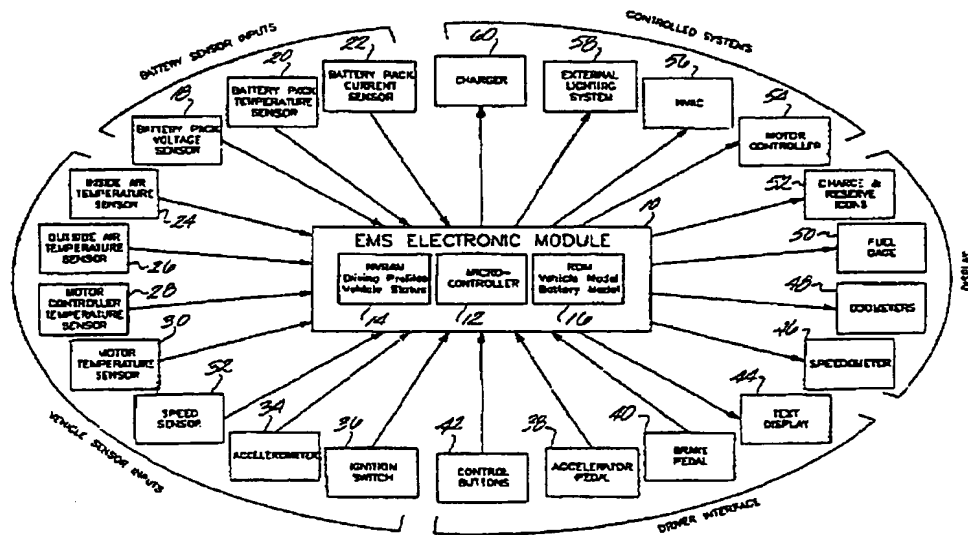 BATTERY SENSOR INPUTS
CONTROLLED SYSTEMS
18
BATTERY PACK
VOLTAGE
SENSOR
20
BATTERY PACK
TEMPERATURE
SENSOR
22
BATTERY PACK
CURRENT
SENSOR
60
CHARGER
58
EXTERNAL
LIGHTING
SYSTEM
56
HVAC
54
MOTOR
CONTROLLER
INSIDE AIR
TEMPERATURE
SENSOR
24
OUTSIDE AIR
TEMPERATURE
SENSOR
26
28
MOTOR
CONTROLLER
TEMPERATURE
SENSOR
30
MOTOR
TEMPERATURE
SENSOR
52
SPEED
SENSOR
34
ACCELEROMETER
36
IGNITION
SWITCH
VEHICLE SENSOR INPUTS
10
EMS ELECTRONIC MODULE
NVRAM
Driving Profiles
Vehicle Status
14
MICRO-
CONTROLLER
12
ROM
Vehicle Model
Battery Model
16
52
CHARGE &
RESERVE
ICONS
50
FUEL
GAGE
48
ODOMETERS
46
SPEEDOMETER
DISPLAY
44
TEXT
DISPLAY
40
BRAKE
PEDAL
38
ACCELERATOR
PEDAL
42
CONTROL
BUTTONS
DRIVER INTERFACE